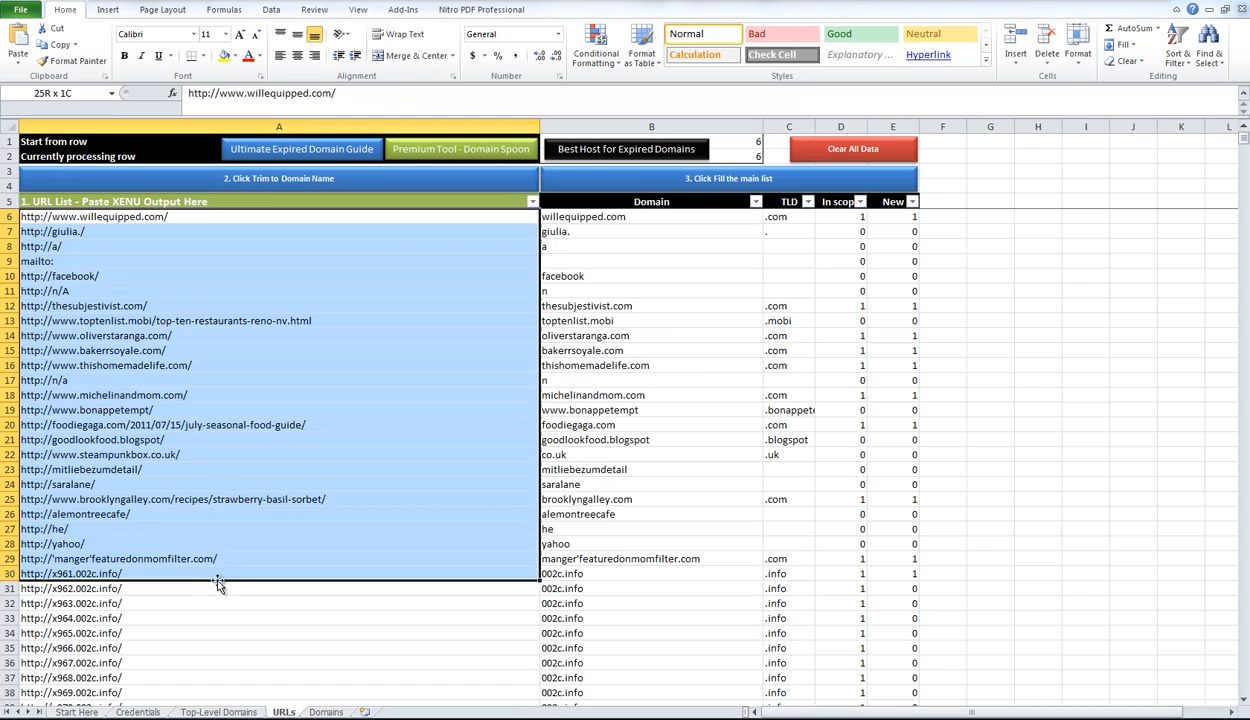 File Home Insert Page Layout Formulas Data Review View Add-Ins Nitro PDF Professional
Paste Cut Copy Format Painter Clipboard
Calibri 11 A A B I U A Font
Wrap Text Merge & Center Alignment
General $ % , Number
Conditional Formatting Format as Table
Normal Bad Good Neutral
Calculation Check Cell Explanatory ... Hyperlink
Styles
Insert Delete Format Cells
AutoSum Fill Clear Sort & Filter Find & Select Editing
25R x 1C fx http://www.willequipped.com/
A B C D E F G H I J K L
1 Start from row 6
2 Currently processing row 6
Ultimate Expired Domain Guide Premium Tool - Domain Spoon Best Host for Expired Domains Clear All Data
3
4
2. Click Trim to Domain Name 3. Click Fill the main list
5 1. URL List - Paste XENU Output Here Domain TLD In scop New
6 http://www.willequipped.com/ willequipped.com .com 1 1
7 http://giulia./ giulia. . 0 0
8 http://a/ a 0 0
9 mailto: 0 0
10 http://facebook/ facebook 0 0
11 http://n/A n 0 0
12 http://thesubjestivist.com/ thesubjestivist.com .com 1 1
13 http://www.toptenlist.mobi/top-ten-restaurants-reno-nv.html toptenlist.mobi .mobi 0 0
14 http://www.oliverstaranga.com/ oliverstaranga.com .com 1 1
15 http://www.bakerrsoyale.com/ bakerrsoyale.com .com 1 1
16 http://www.thishomemadelife.com/ thishomemadelife.com .com 1 1
17 http://n/a n 0 0
18 http://www.michelinandmom.com/ michelinandmom.com .com 1 1
19 http://www.bonappetempt/ www.bonappetempt .bonappete 0 0
20 http://foodiegaga.com/2011/07/15/july-seasonal-food-guide/ foodiegaga.com .com 1 1
21 http://goodlookfood.blogspot/ goodlookfood.blogspot .blogspot 0 0
22 http://www.steampunkbox.co.uk/ co.uk .uk 0 0
23 http://mitliebezumdetail/ mitliebezumdetail 0 0
24 http://saralane/ saralane 0 0
25 http://www.brooklyngalley.com/recipes/strawberry-basil-sorbet/ brooklyngalley.com .com 1 1
26 http://alemontreecafe/ alemontreecafe 0 0
27 http://he/ he 0 0
28 http://yahoo/ yahoo 0 0
29 http://'manger'featuredonmomfilter.com/ manger'featuredonmomfilter.com .com 1 1
30 http://x961.002c.info/ 002c.info .info 1 1
31 http://x962.002c.info/ 002c.info .info 1 0
32 http://x963.002c.info/ 002c.info .info 1 0
33 http://x964.002c.info/ 002c.info .info 1 0
34 http://x965.002c.info/ 002c.info .info 1 0
35 http://x966.002c.info/ 002c.info .info 1 0
36 http://x967.002c.info/ 002c.info .info 1 0
37 http://x968.002c.info/ 002c.info .info 1 0
38 http://x969.002c.info/ 002c.info .info 1 0
Start Here Credentials Top-Level Domains URLs Domains